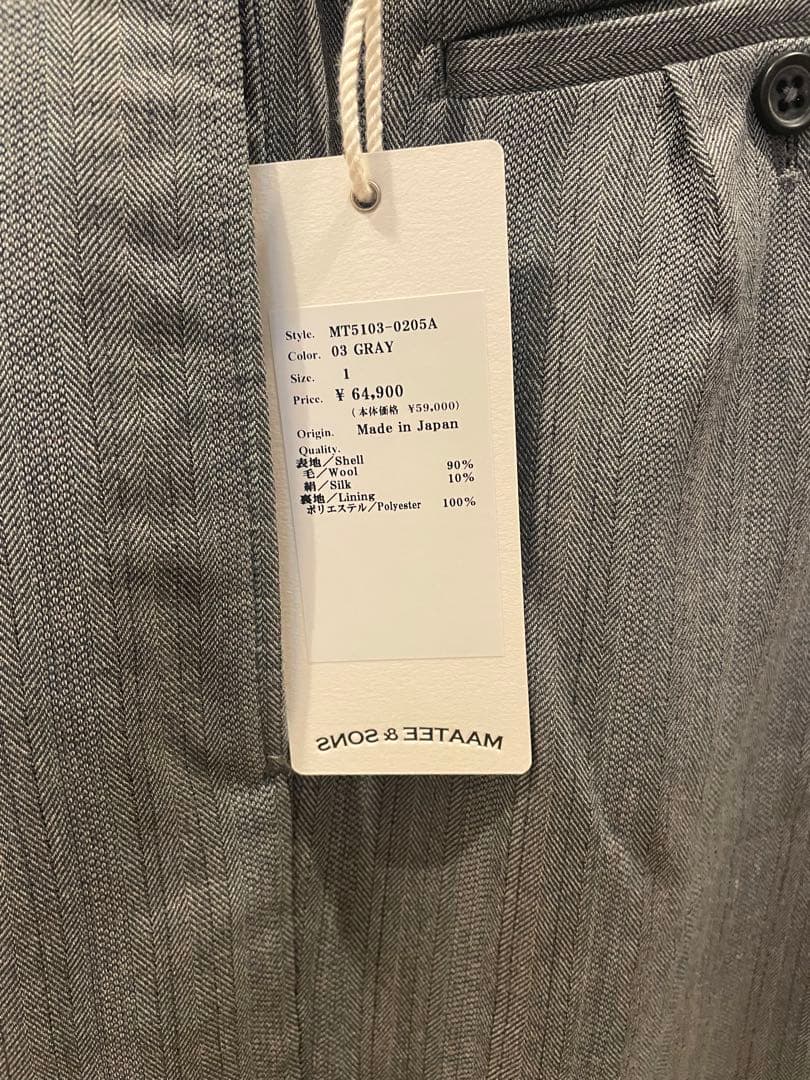 Style. MT5103-0205A
Color. 03 GRAY
Size. 1
Price. ¥ 64,900
(本体価格 ¥59,000)
Origin. Made in Japan
Quality.
表地/Shell
毛/Wool 90%
絹/Silk 10%
裏地/Lining
ポリエステル/Polyester 100%
MAATEE & SONS